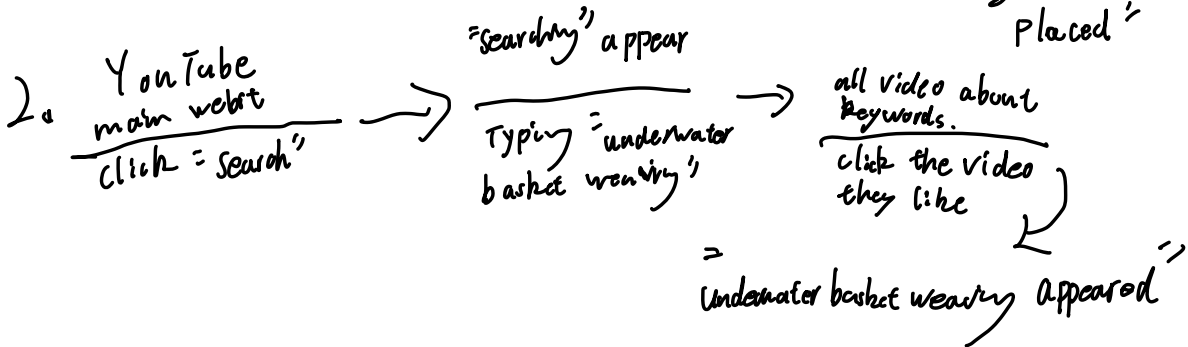 Placed"
2. YouTube
main websit
click "search"
"searching" appear
Typing "underwater
basket weaving"
all video about
keywords.
click the video
they like
"underwater basket weaving appeared"